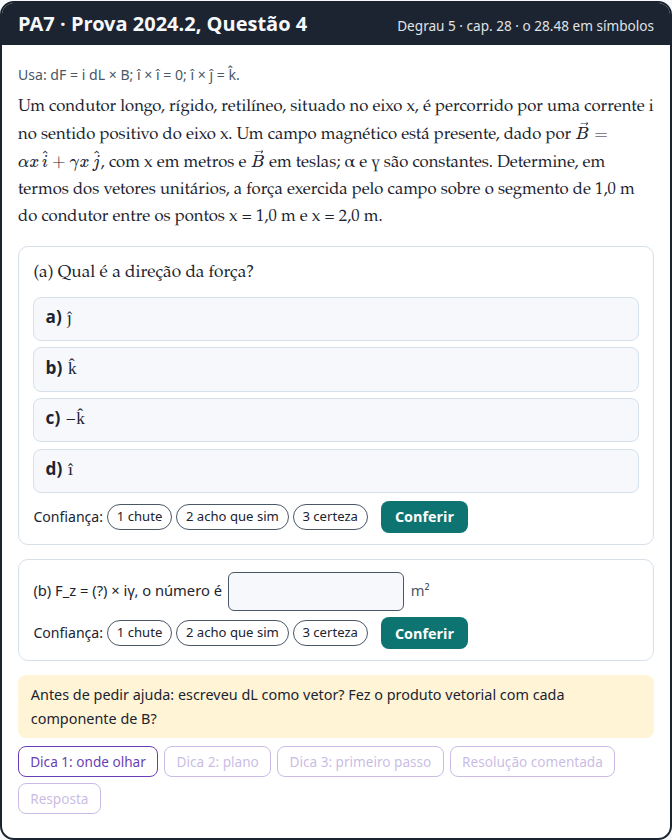 PA7 · Prova 2024.2, Questão 4
Degrau 5 · cap. 28 · o 28.48 em símbolos
Usa: dF = i dL × B; î × î = 0; î × ĵ = k̂.
Um condutor longo, rígido, retilíneo, situado no eixo x, é percorrido por uma corrente i
no sentido positivo do eixo x. Um campo magnético está presente, dado por B⃗ =
αx î + γx ĵ, com x em metros e B⃗ em teslas; α e γ são constantes. Determine, em
termos dos vetores unitários, a força exercida pelo campo sobre o segmento de 1,0 m
do condutor entre os pontos x = 1,0 m e x = 2,0 m.
(a) Qual é a direção da força?
a) ĵ
b) k̂
c) −k̂
d) î
Confiança: 1 chute 2 acho que sim 3 certeza Conferir
(b) F_z = (?) × iγ, o número é m²
Confiança: 1 chute 2 acho que sim 3 certeza Conferir
Antes de pedir ajuda: escreveu dL como vetor? Fez o produto vetorial com cada
componente de B?
Dica 1: onde olhar Dica 2: plano Dica 3: primeiro passo Resolução comentada
Resposta